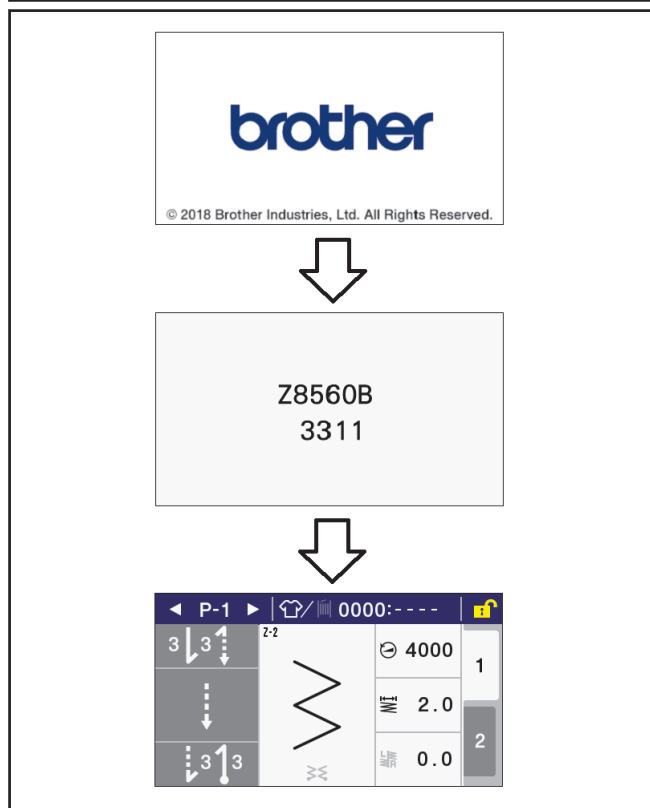 brother
© 2018 Brother Industries, Ltd. All Rights Reserved.
Z8560B
3311
◄ P-1 ► / 0000:----
3 3
Z-2
4000
1
2.0
3 3
0.0
2